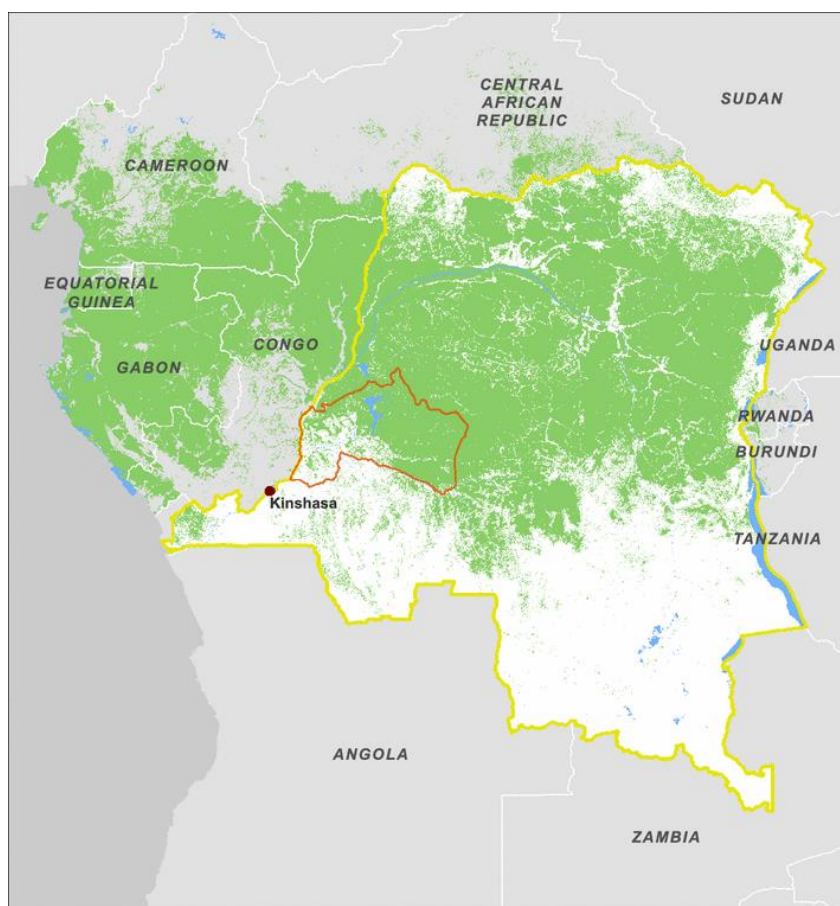 CENTRAL
AFRICAN
REPUBLIC
SUDAN
CAMEROON
EQUATORIAL
GUINEA
CONGO
GABON
UGANDA
RWANDA
BURUNDI
Kinshasa
TANZANIA
ANGOLA
ZAMBIA